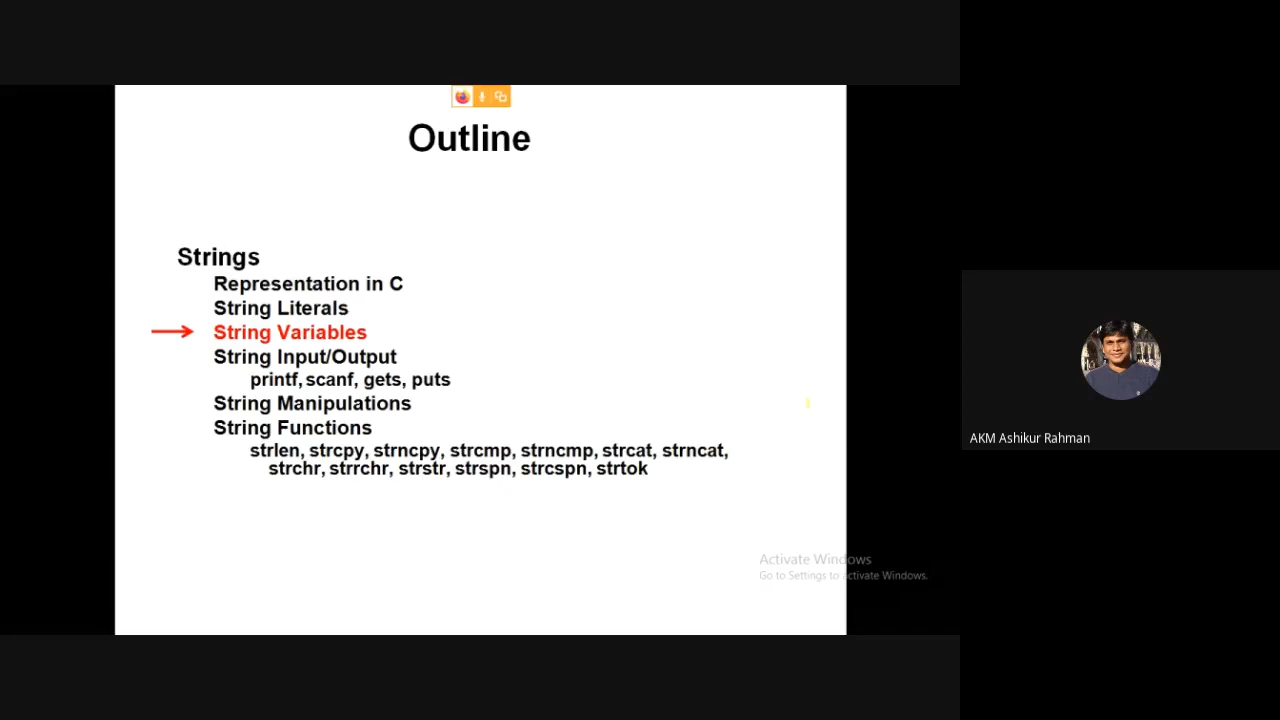 Outline
Strings
Representation in C
String Literals
String Variables
String Input/Output
printf, scanf, gets, puts
String Manipulations
String Functions
strlen, strcpy, strncpy, strcmp, strncmp, strcat, strncat,
strchr, strrchr, strstr, strspn, strcspn, strtok
AKM Ashikur Rahman
Activate Windows
Go to Settings to activate Windows.